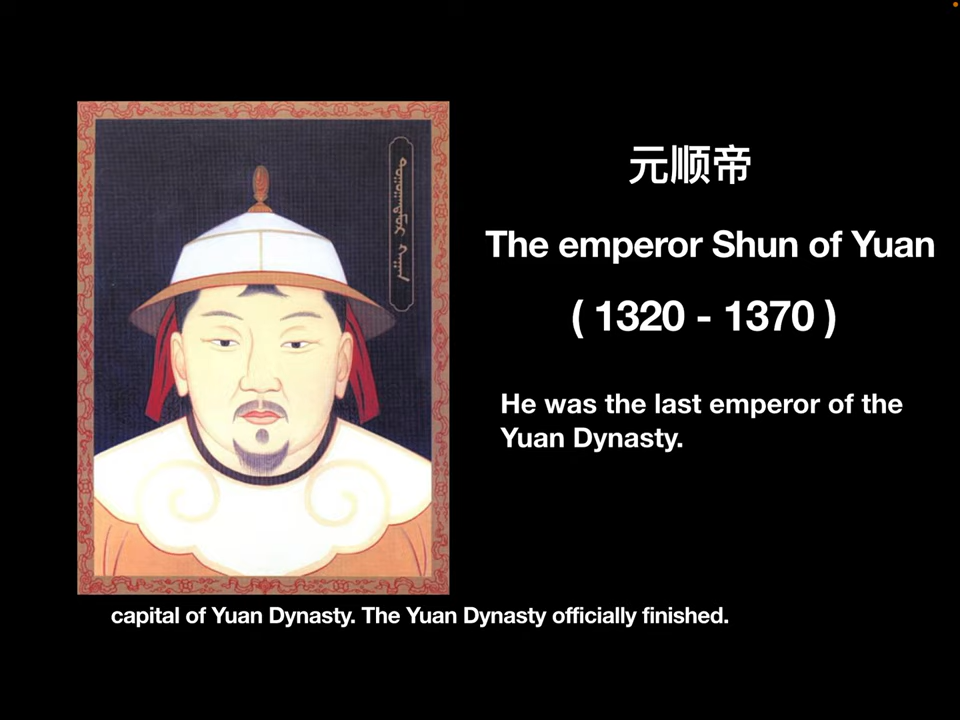 元顺帝
The emperor Shun of Yuan
( 1320 - 1370 )
He was the last emperor of the
Yuan Dynasty.
capital of Yuan Dynasty. The Yuan Dynasty officially finished.